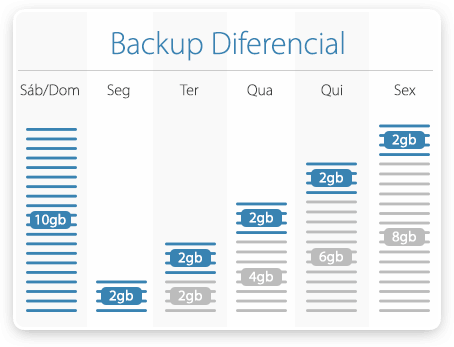 Backup Diferencial
Sáb/Dom Seg Ter Qua Qui Sex
2gb
2gb
10gb 2gb
8gb
2gb 6gb
4gb
2gb 2gb